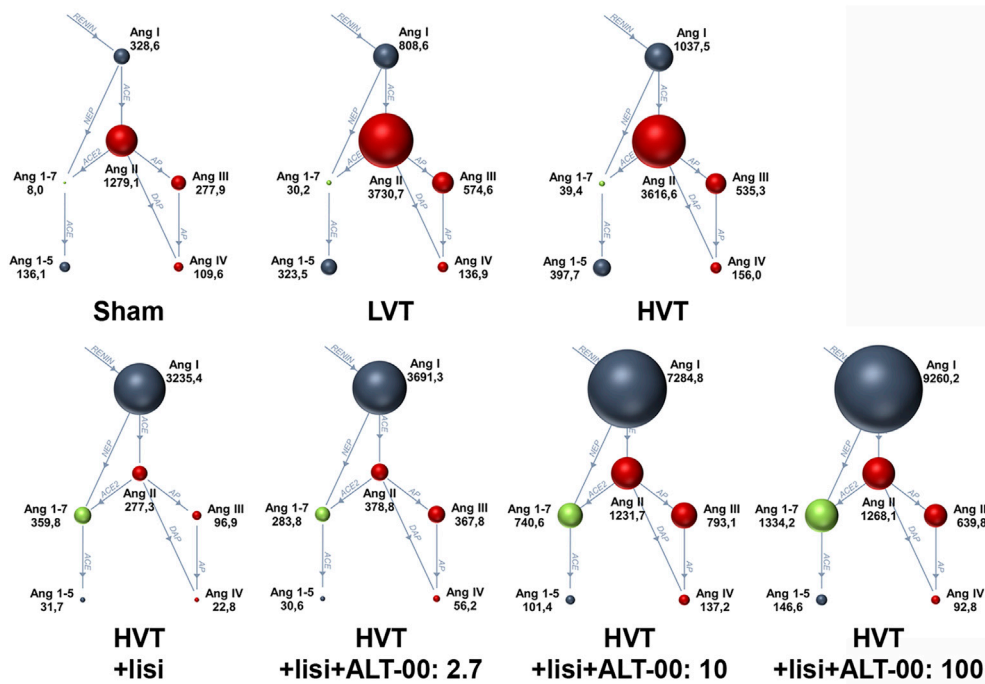 RENIN
Ang I
328,6
NEP
ACE
Ang 1-7
8,0
ACE2
Ang II
1279,1
AP
Ang III
277,9
ACE
DAP
AP
Ang 1-5
136,1
Ang IV
109,6
Sham
RENIN
Ang I
808,6
NEP
ACE
Ang 1-7
30,2
ACE
Ang II
3730,7
AP
Ang III
574,6
ACE
DAP
AP
Ang 1-5
323,5
Ang IV
136,9
LVT
RENIN
Ang I
1037,5
NEP
ACE
Ang 1-7
39,4
ACE
Ang II
3616,6
AP
Ang III
535,3
ACE
DAP
AP
Ang 1-5
397,7
Ang IV
156,0
HVT
RENIN
Ang I
3235,4
NEP
ACE
Ang 1-7
359,8
ACE2
Ang II
277,3
AP
Ang III
96,9
ACE
DAP
AP
Ang 1-5
31,7
Ang IV
22,8
HVT
+lisi
RENIN
Ang I
3691,3
NEP
ACE
Ang 1-7
283,8
ACE2
Ang II
378,8
AP
Ang III
367,8
ACE
DAP
AP
Ang 1-5
30,6
Ang IV
56,2
HVT
+lisi+ALT-00: 2.7
RENIN
Ang I
7284,8
NEP
CE
Ang 1-7
740,6
ACE2
Ang II
1231,7
AP
Ang III
793,1
ACE
DAP
AP
Ang 1-5
101,4
Ang IV
137,2
HVT
+lisi+ALT-00: 10
RENIN
Ang I
9260,2
NEP
Ang 1-7
1334,2
ACE2
Ang II
1268,1
AP
Ang II
639,8
ACE
DAP
AP
Ang 1-5
146,6
Ang IV
92,8
HVT
+lisi+ALT-00: 100